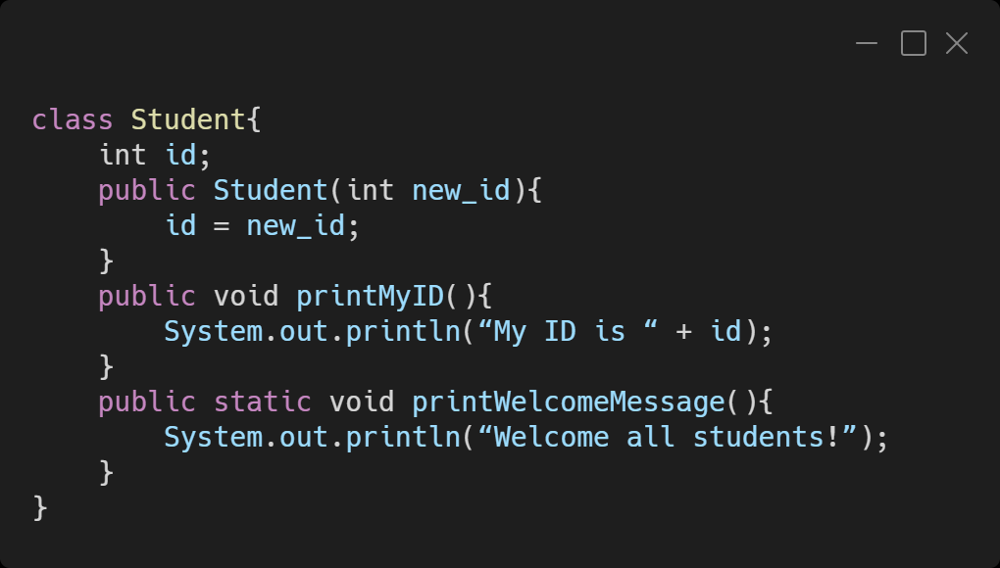 class Student{
    int id;
    public Student(int new_id){
        id = new_id;
    }
    public void printMyID(){
        System.out.println(“My ID is “ + id);
    }
    public static void printWelcomeMessage(){
        System.out.println(“Welcome all students!”);
    }
}